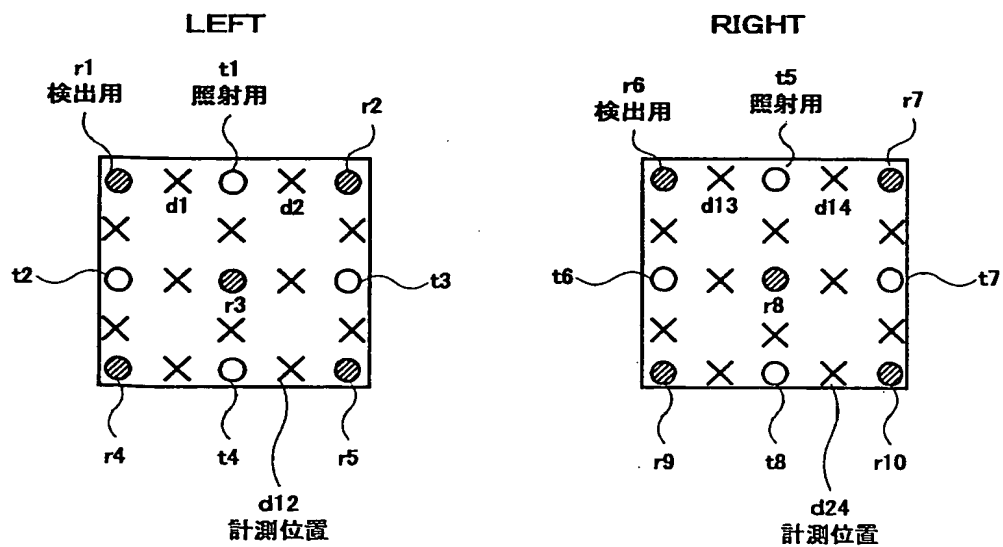 LEFT
r1
検出用
t1
照射用
r2
d1
d2
t2
r3
t3
r4
t4
r5
d12
計測位置
RIGHT
r6
検出用
t5
照射用
r7
d13
d14
t6
r8
t7
r9
t8
r10
d24
計測位置